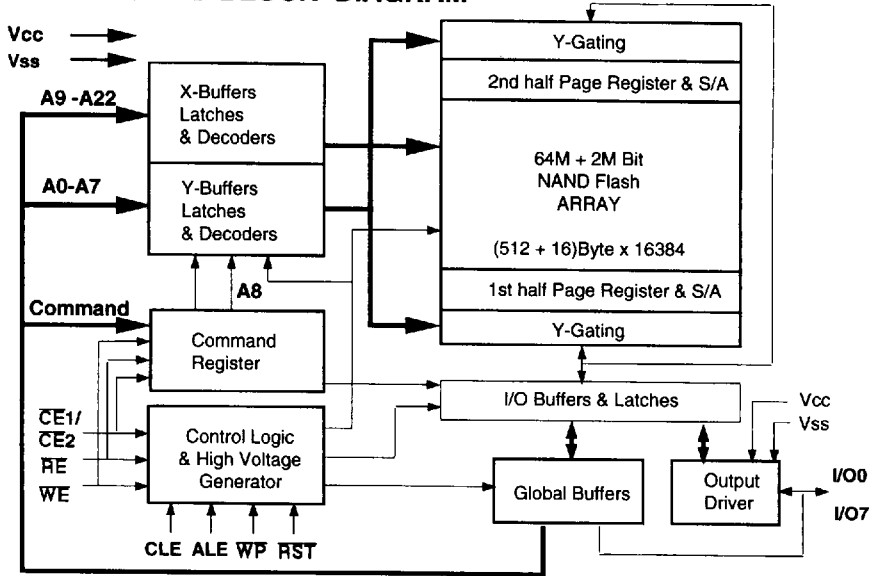 BLOCK DIAGRAM
Vcc
Vss
A9 -A22
A0-A7
X-Buffers
Latches
& Decoders
Y-Buffers
Latches
& Decoders
A8
Command
Command
Register
CE1/
CE2
RE
WE
Control Logic
& High Voltage
Generator
CLE ALE WP RST
Y-Gating
2nd half Page Register & S/A
64M + 2M Bit
NAND Flash
ARRAY
(512 + 16)Byte x 16384
1st half Page Register & S/A
Y-Gating
I/O Buffers & Latches
Global Buffers
Output
Driver
Vcc
Vss
I/O0
I/O7